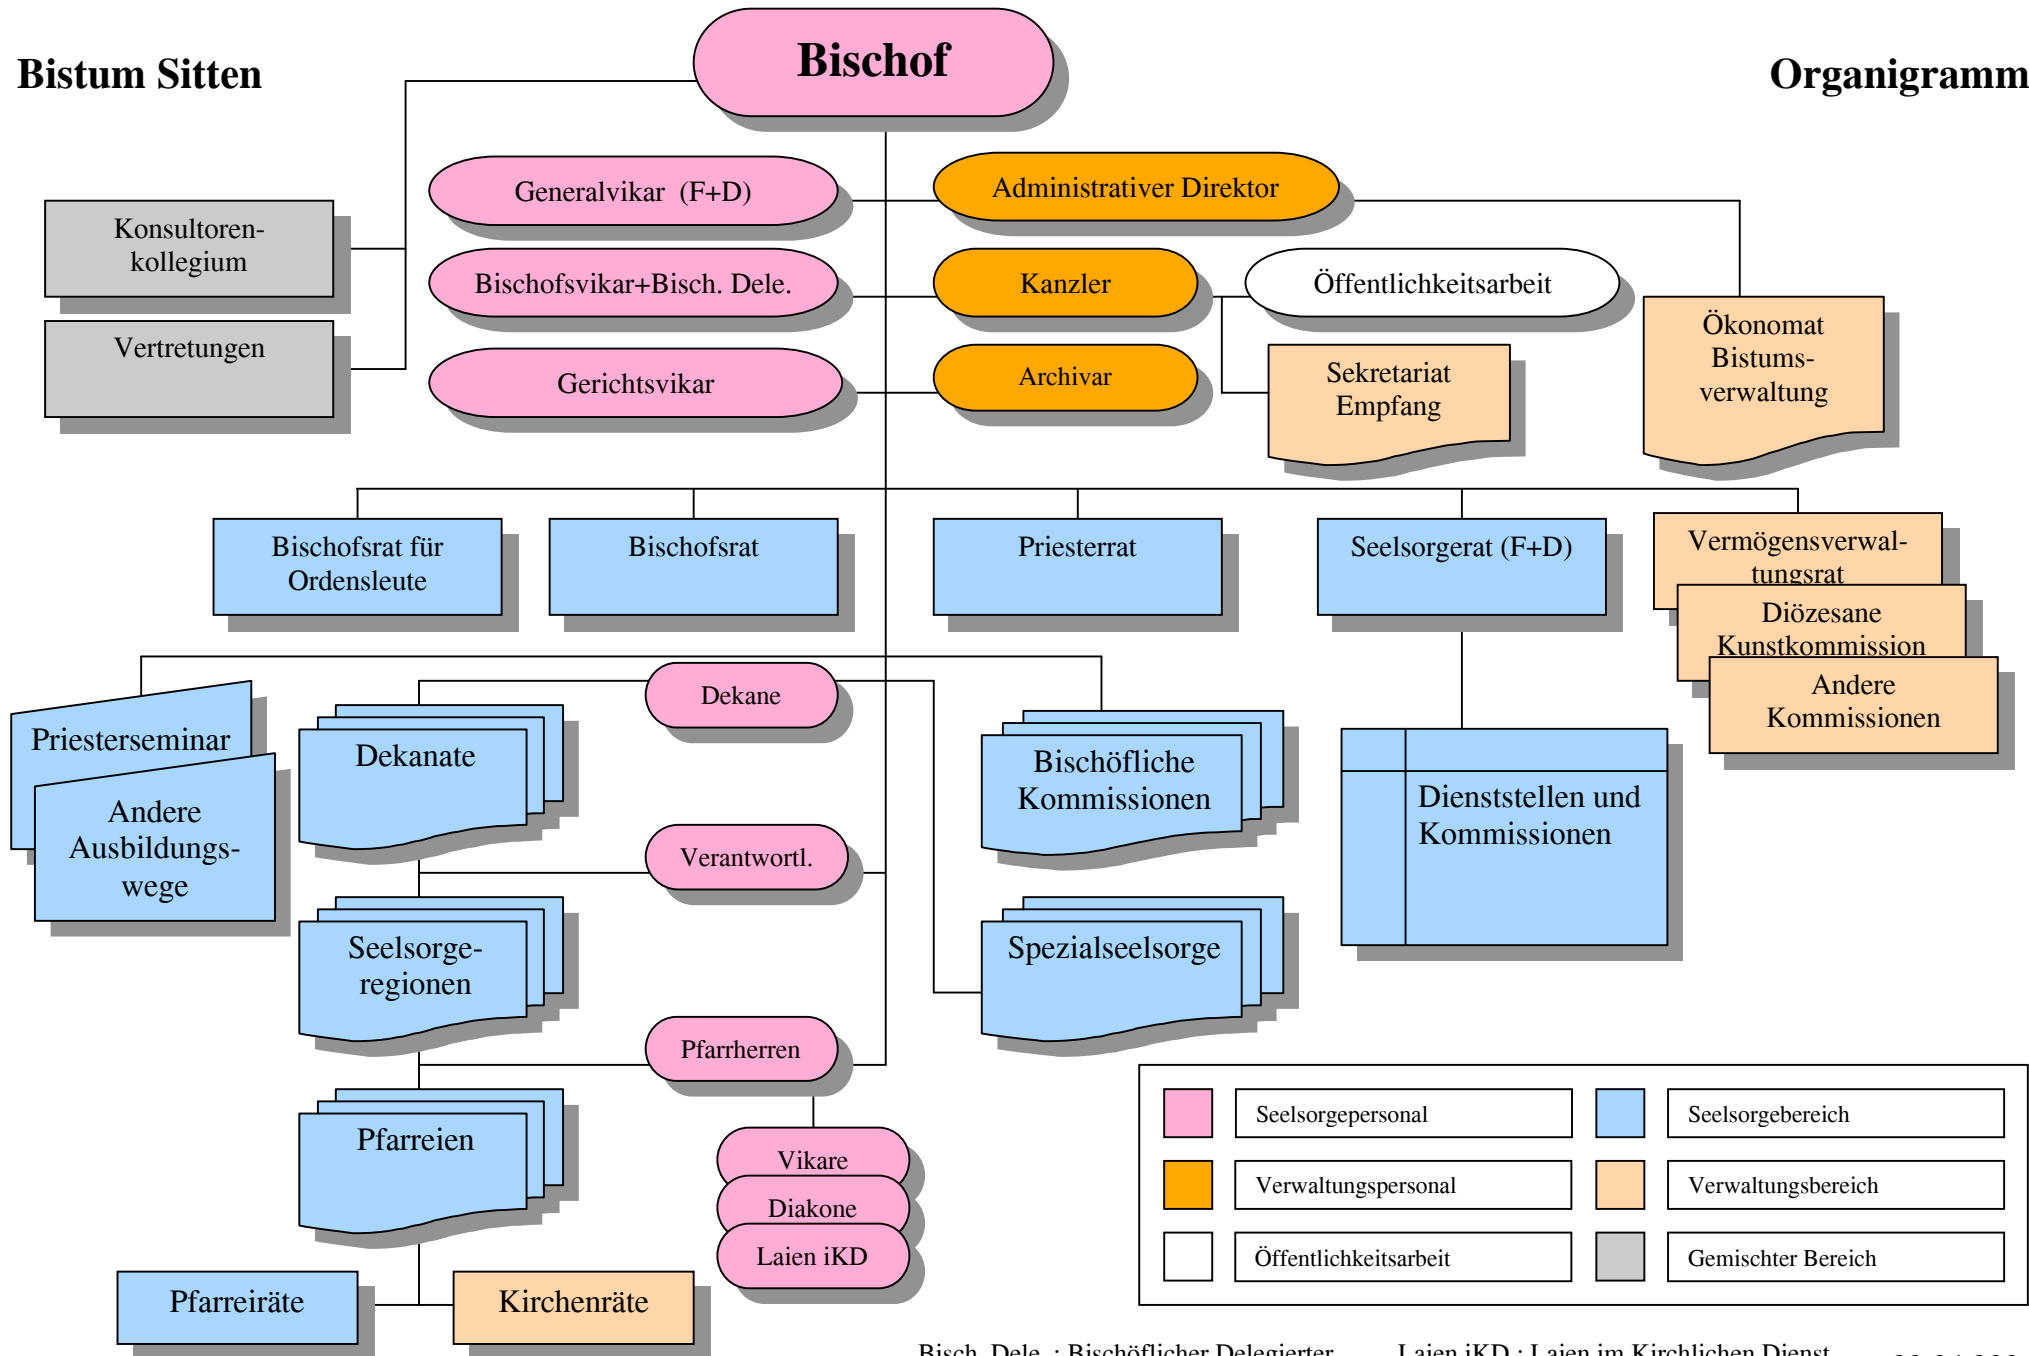 Bistum Sitten
Bischof
Organigramm
Generalvikar (F+D)
Administrativer Direktor
Konsultoren-
kollegium
Bischofsvikar+Bisch. Dele.
Kanzler
Öffentlichkeitsarbeit
Vertretungen
Gerichtsvikar
Archivar
Sekretariat
Empfang
Ökonomat
Bistums-
verwaltung
Bischofsrat für
Ordensleute
Bischofsrat
Priesterrat
Seelsorgerat (F+D)
Vermögensverwal-
tungsrat
Diözesane
Kunstkommission
Andere
Kommissionen
Priesterseminar
Andere
Ausbildungs-
wege
Dekanate
Dekane
Bischöfliche
Kommissionen
Dienststellen und
Kommissionen
Verantwortl.
Seelsorge-
regionen
Spezialseelsorge
Pfarrherren
Pfarreien
Vikare
Diakone
Laien iKD
Pfarreiräte
Kirchenräte
Seelsorgepersonal
Seelsorgebereich
Verwaltungspersonal
Verwaltungsbereich
Öffentlichkeitsarbeit
Gemischter Bereich
Bisch. Dele. : Bischöflicher Delegierter
Laien iKD : Laien im Kirchlichen Dienst